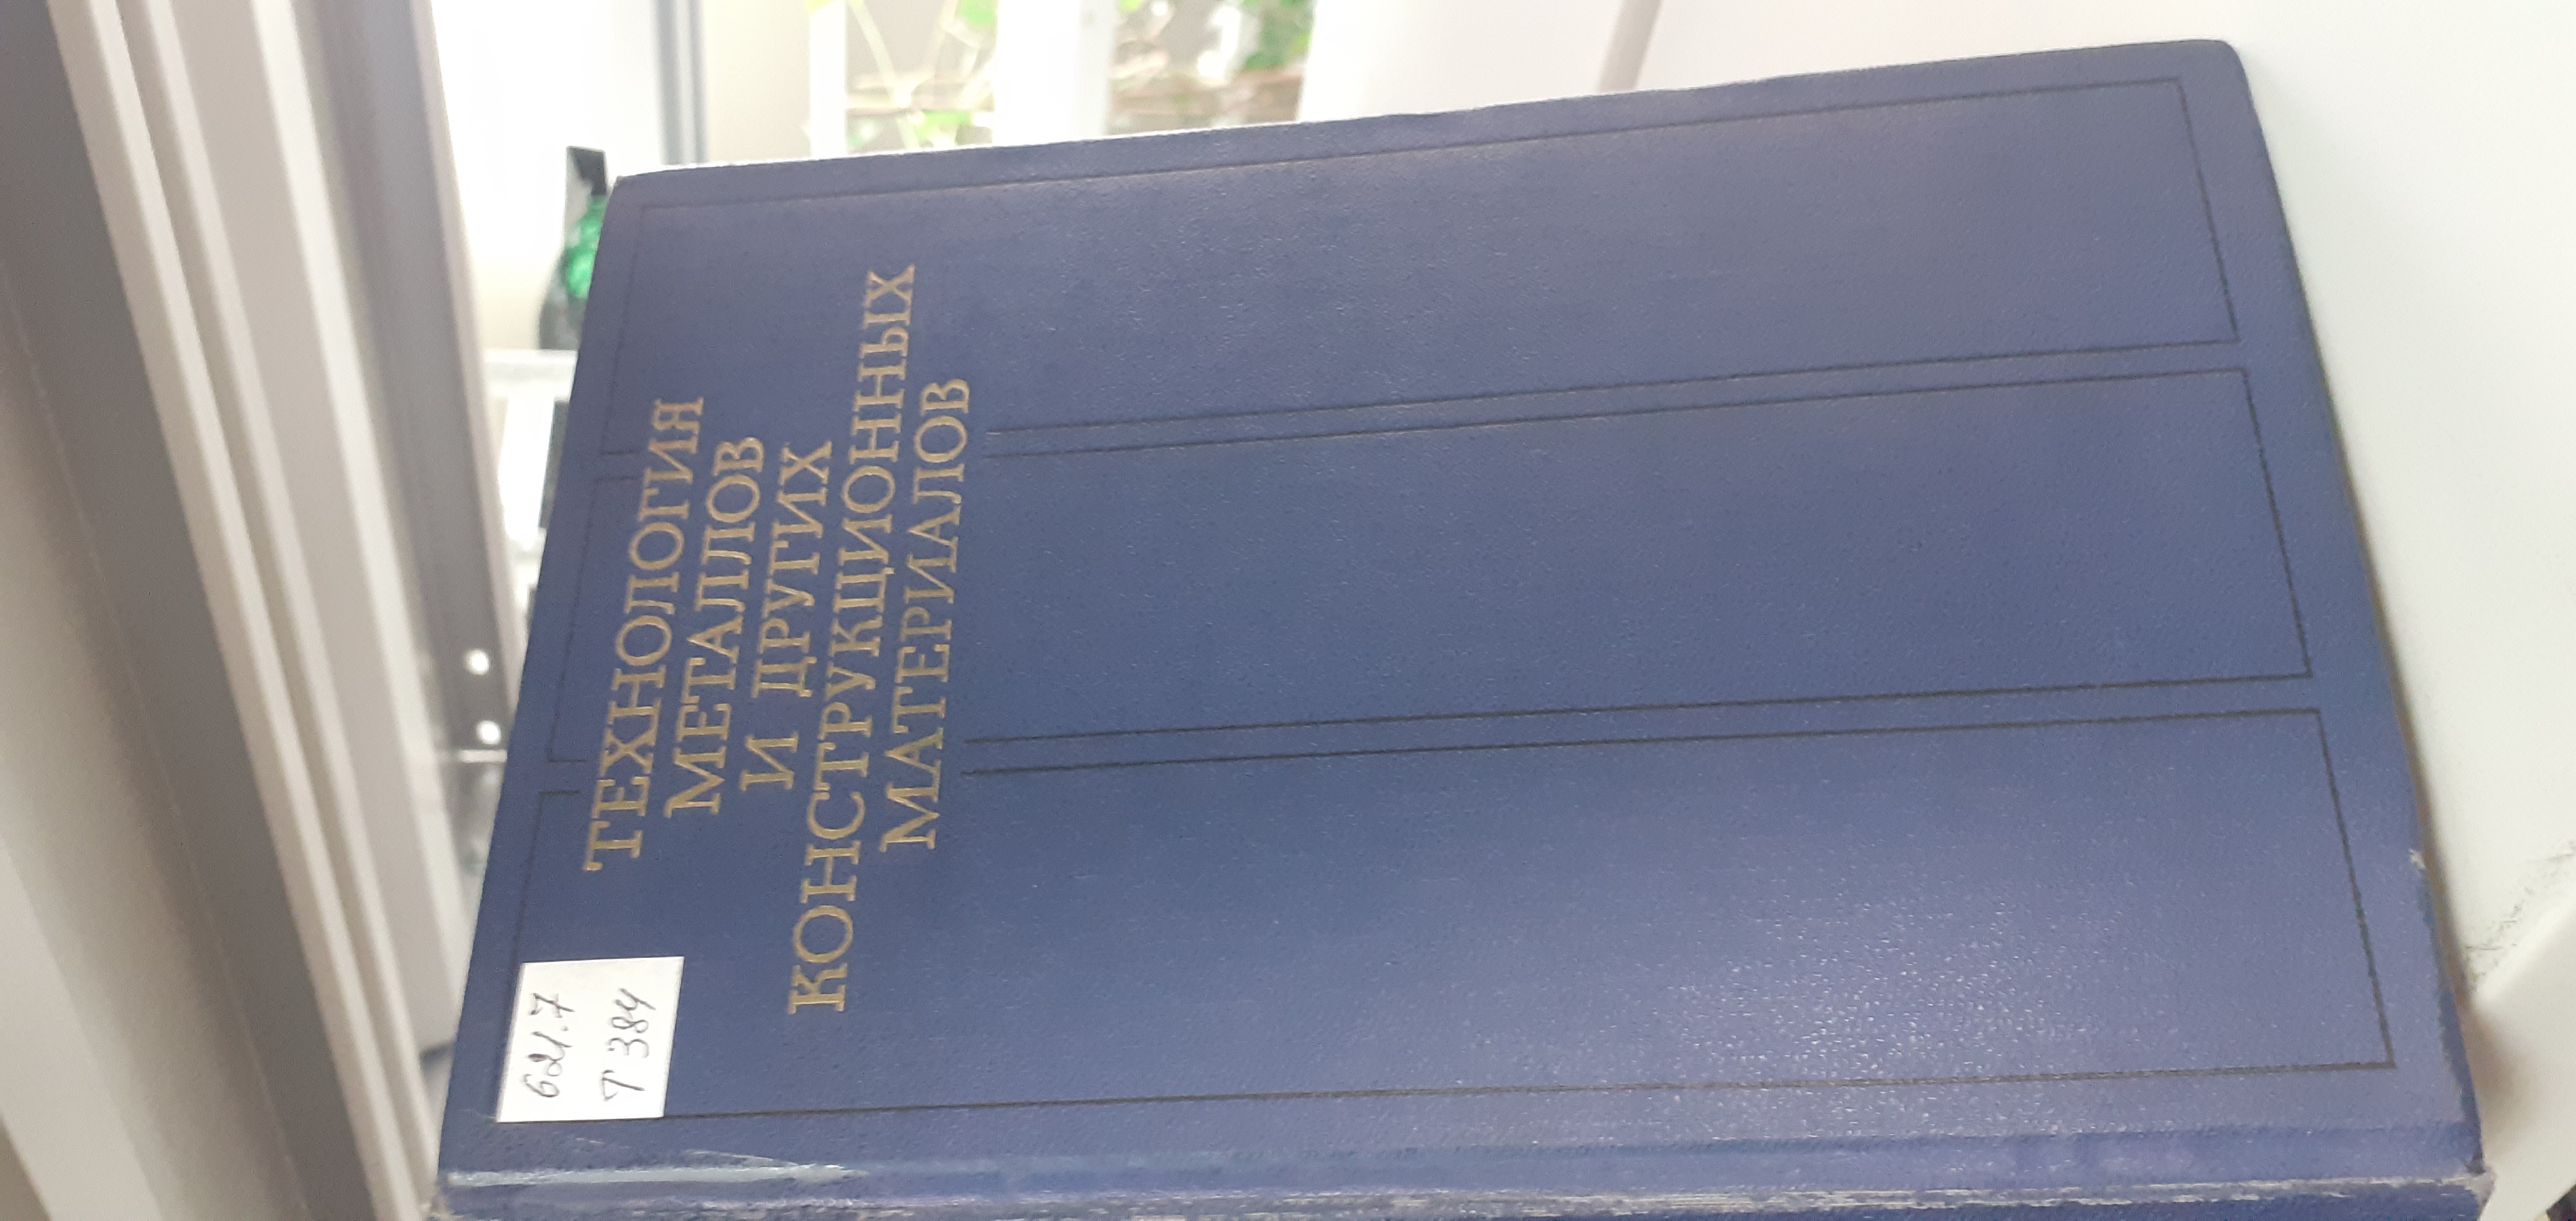 621.7
Т 384
ТЕХНОЛОГИЯ
МЕТАЛЛОВ
И ДРУГИХ
КОНСТРУКЦИОННЫХ
МАТЕРИАЛОВ